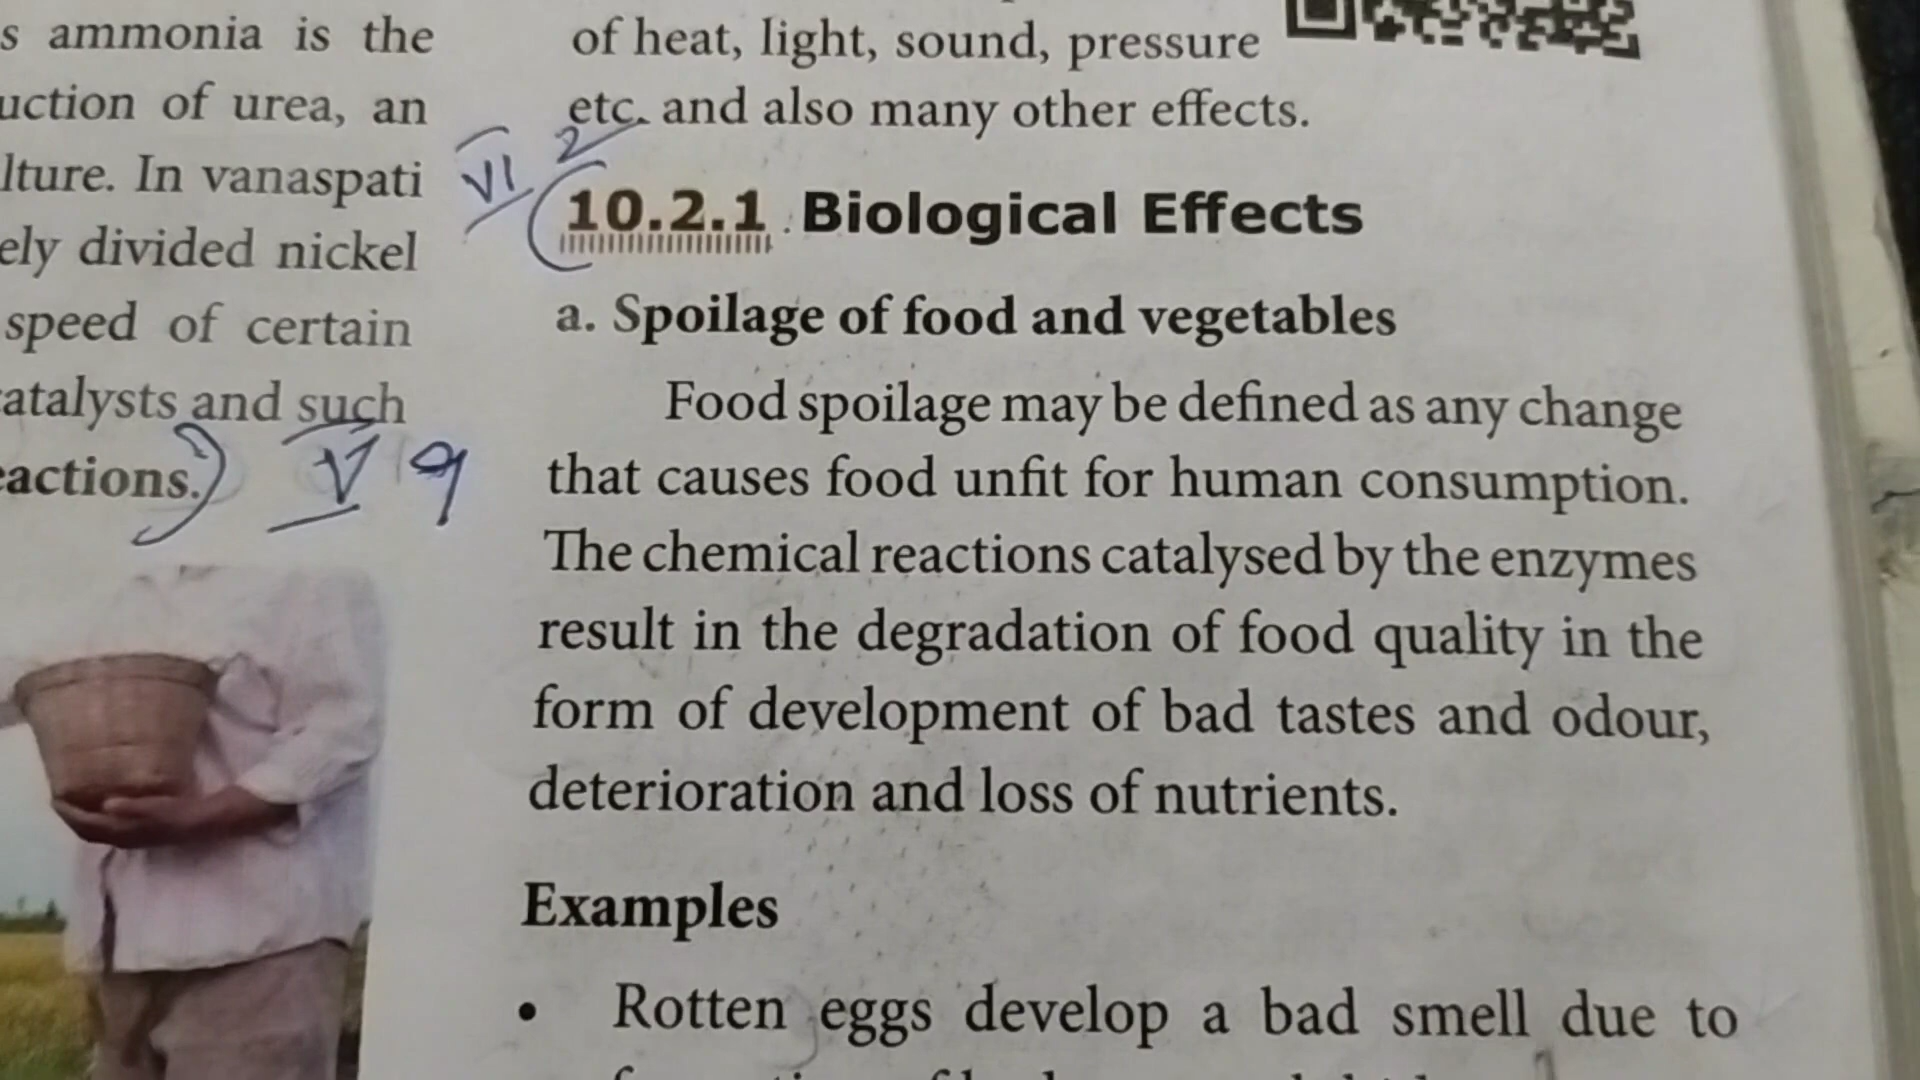 s ammonia is the
uction of urea, an
lture. In vanaspati
ely divided nickel
speed of certain
atalysts and such
eactions.
V 9
of heat, light, sound, pressure
etc. and also many other effects.
VI 2
10.2.1 Biological Effects
a. Spoilage of food and vegetables
Food spoilage may be defined as any change
that causes food unfit for human consumption.
The chemical reactions catalysed by the enzymes
result in the degradation of food quality in the
form of development of bad tastes and odour,
deterioration and loss of nutrients.
Examples
• Rotten eggs develop a bad smell due to